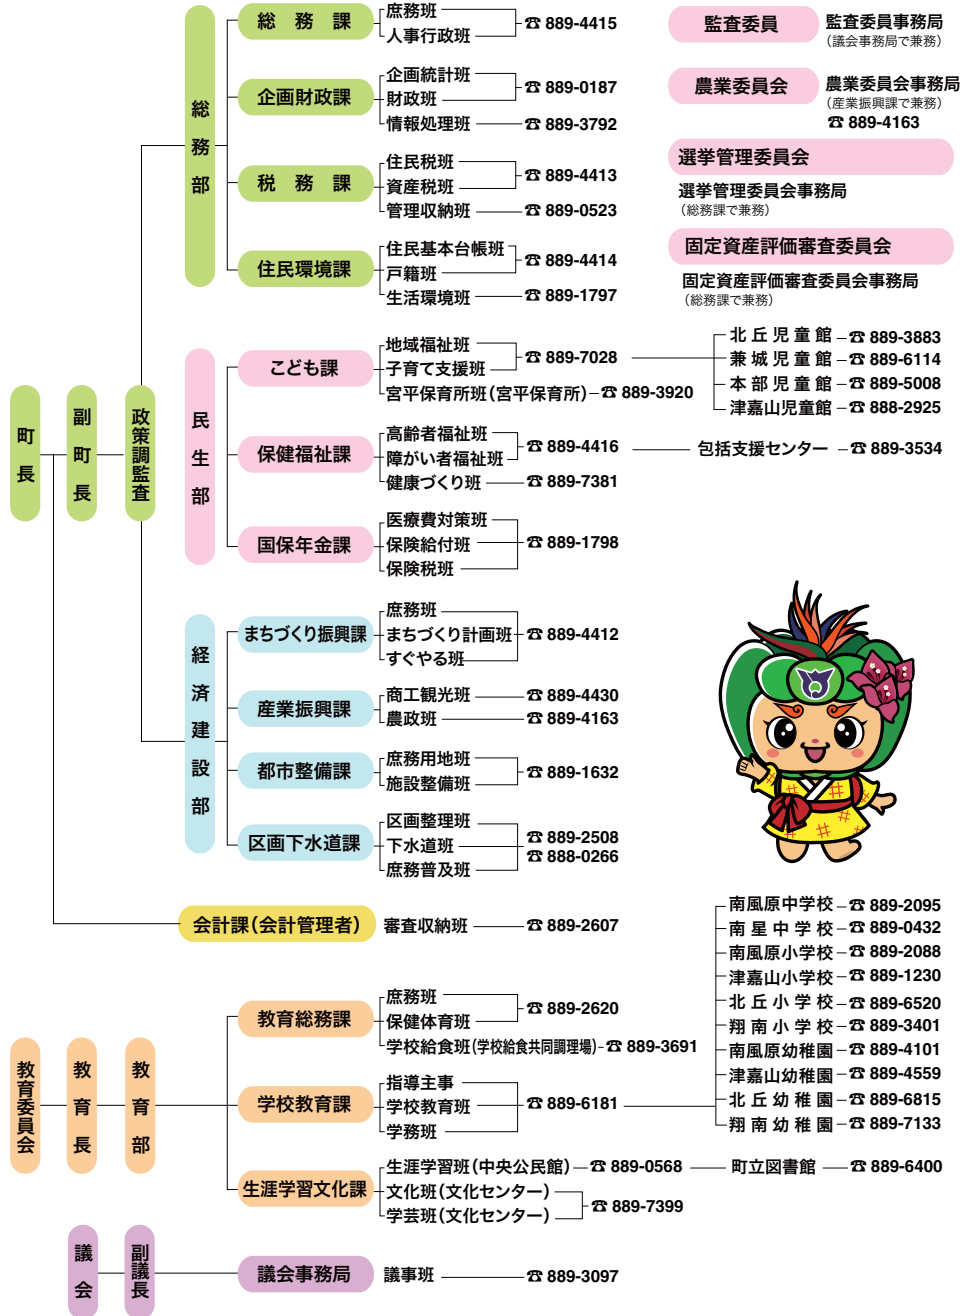 町長
副町長
政策調監査
総務部
総務課
庶務班
人事行政班
☎ 889-4415
企画財政課
企画統計班
財政班
☎ 889-0187
情報処理班
☎ 889-3792
税務課
住民税班
資産税班
☎ 889-4413
管理収納班
☎ 889-0523
住民環境課
住民基本台帳班
戸籍班
☎ 889-4414
生活環境班
☎ 889-1797
監査委員
監査委員事務局
(議会事務局で兼務)
農業委員会
農業委員会事務局
(産業振興課で兼務)
☎ 889-4163
選挙管理委員会
選挙管理委員会事務局
(総務課で兼務)
固定資産評価審査委員会
固定資産評価審査委員会事務局
(総務課で兼務)
民生部
こども課
地域福祉班
子育て支援班
☎ 889-7028
宮平保育所班(宮平保育所)
☎ 889-3920
北丘児童館
☎ 889-3883
兼城児童館
☎ 889-6114
本部児童館
☎ 889-5008
津嘉山児童館
☎ 888-2925
保健福祉課
高齢者福祉班
障がい者福祉班
☎ 889-4416
包括支援センター
☎ 889-3534
健康づくり班
☎ 889-7381
国保年金課
医療費対策班
保険給付班
保険税班
☎ 889-1798
経済建設部
まちづくり振興課
庶務班
まちづくり計画班
すぐやる班
☎ 889-4412
産業振興課
商工観光班
☎ 889-4430
農政班
☎ 889-4163
都市整備課
庶務用地班
施設整備班
☎ 889-1632
区画下水道課
区画整理班
下水道班
庶務普及班
☎ 889-2508
☎ 888-0266
会計課(会計管理者)
審査収納班
☎ 889-2607
教育委員会
教育長
教育部
教育総務課
庶務班
保健体育班
☎ 889-2620
学校給食班(学校給食共同調理場)
☎ 889-3691
学校教育課
指導主事
学校教育班
学務班
☎ 889-6181
南風原中学校
☎ 889-2095
南星中学校
☎ 889-0432
南風原小学校
☎ 889-2088
津嘉山小学校
☎ 889-1230
北丘小学校
☎ 889-6520
翔南小学校
☎ 889-3401
南風原幼稚園
☎ 889-4101
津嘉山幼稚園
☎ 889-4559
北丘幼稚園
☎ 889-6815
翔南幼稚園
☎ 889-7133
生涯学習文化課
生涯学習班(中央公民館)
☎ 889-0568
町立図書館
☎ 889-6400
文化班(文化センター)
学芸班(文化センター)
☎ 889-7399
議会
副議長
議会事務局
議事班
☎ 889-3097